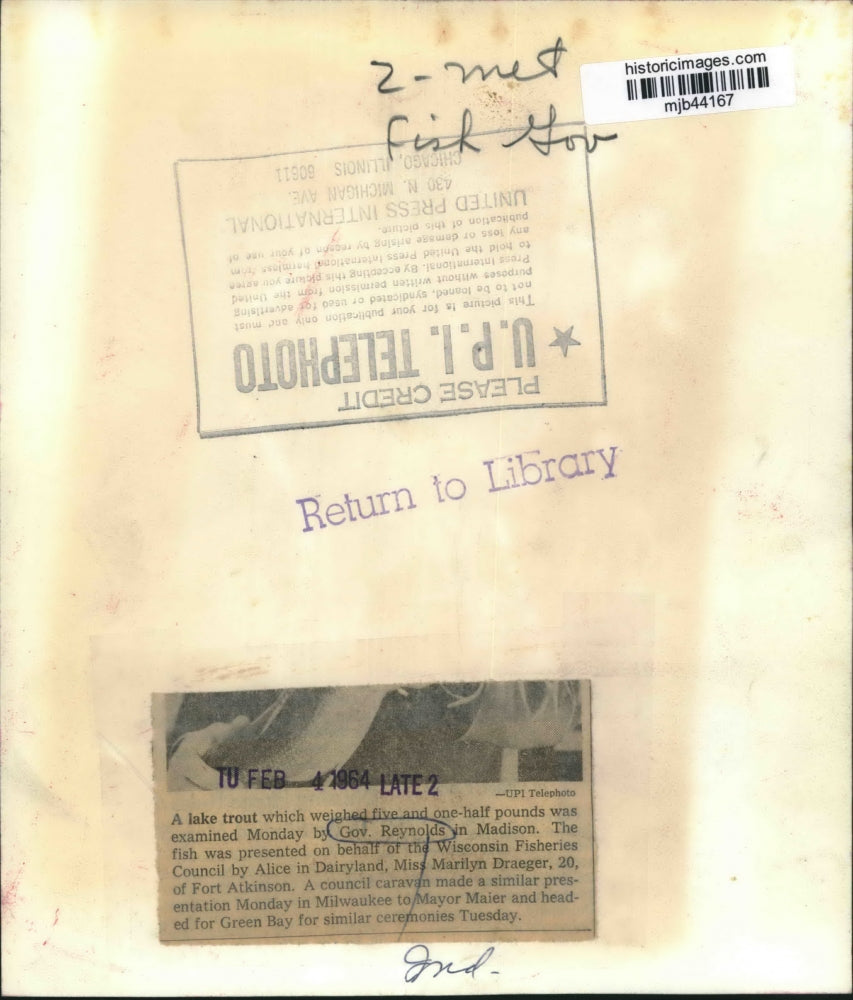 2 - met
Fish Gov
historicimages.com
mjb44167
PLEASE CREDIT
U.P.I. TELEPHOTO
This picture is for your publication only and must
not to be loaned, syndicated or used for advertising
purposes without written permission from the United
Press International. By accepting this picture you agree
to hold the United Press International harmless from
any loss or damage arising by reason of your use of
publication of this picture.
UNITED PRESS INTERNATIONAL
430 N. MICHIGAN AVE.
CHICAGO, ILLINOIS 60611
Return to Library
TU FEB 4 1964 LATE 2
—UPI Telephoto
A lake trout which weighed five and one-half pounds was
examined Monday by Gov. Reynolds in Madison. The
fish was presented on behalf of the Wisconsin Fisheries
Council by Alice in Dairyland, Miss Marilyn Draeger, 20,
of Fort Atkinson. A council caravan made a similar pres-
entation Monday in Milwaukee to Mayor Maier and head-
ed for Green Bay for similar ceremonies Tuesday.
Ind.